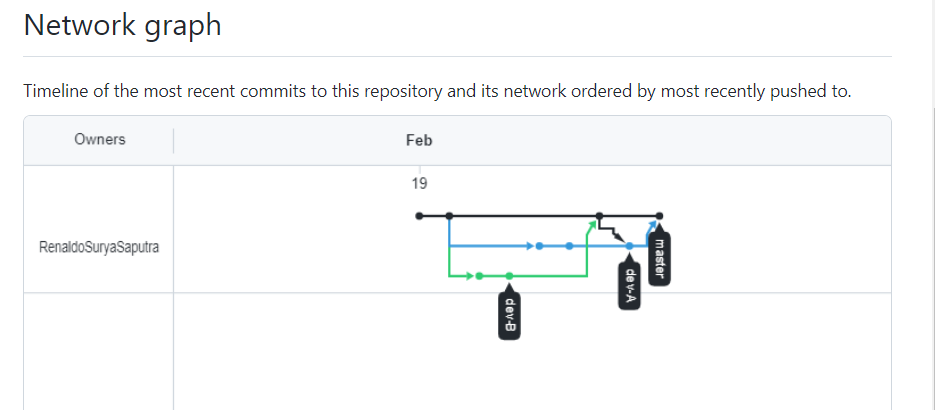 Network graph
Timeline of the most recent commits to this repository and its network ordered by most recently pushed to.
Owners
Feb
19
RenaldoSuryaSaputra
master
dev-A
dev-B